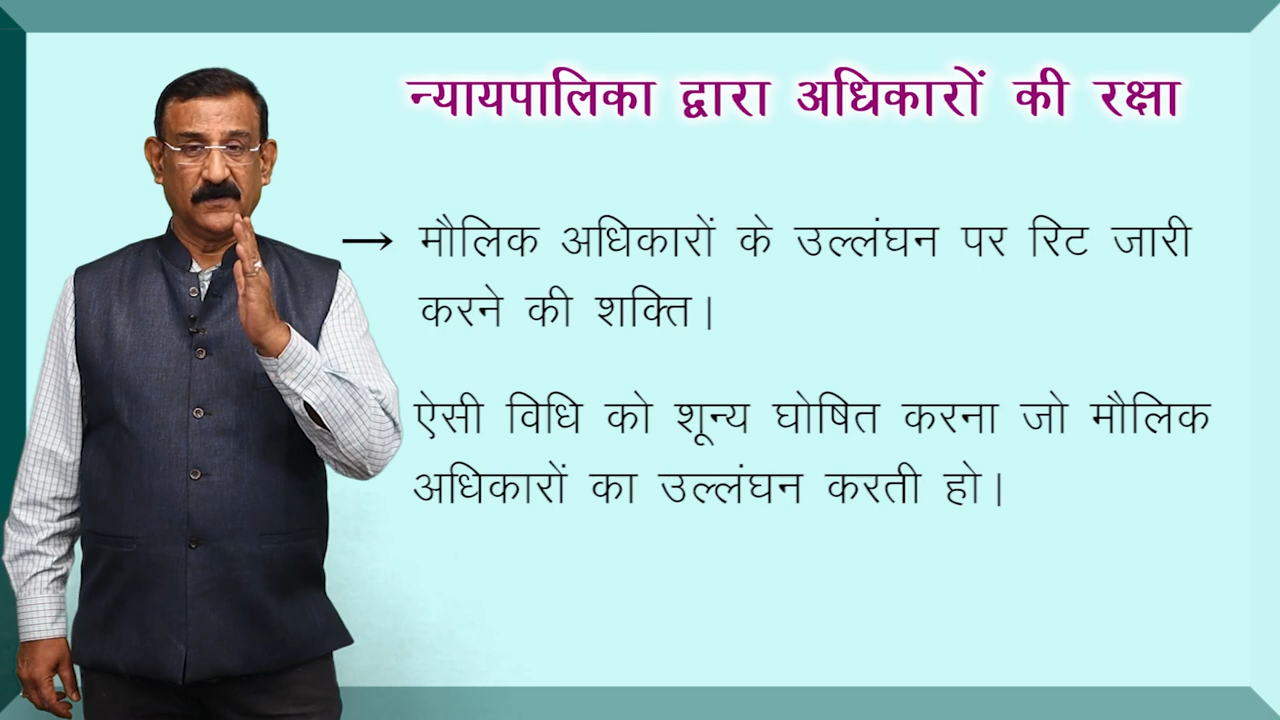 न्यायपालिका द्वारा अधिकारों की रक्षा
→ मौलिक अधिकारों के उल्लंघन पर रिट जारी
करने की शक्ति।
ऐसी विधि को शून्य घोषित करना जो मौलिक
अधिकारों का उल्लंघन करती हो।